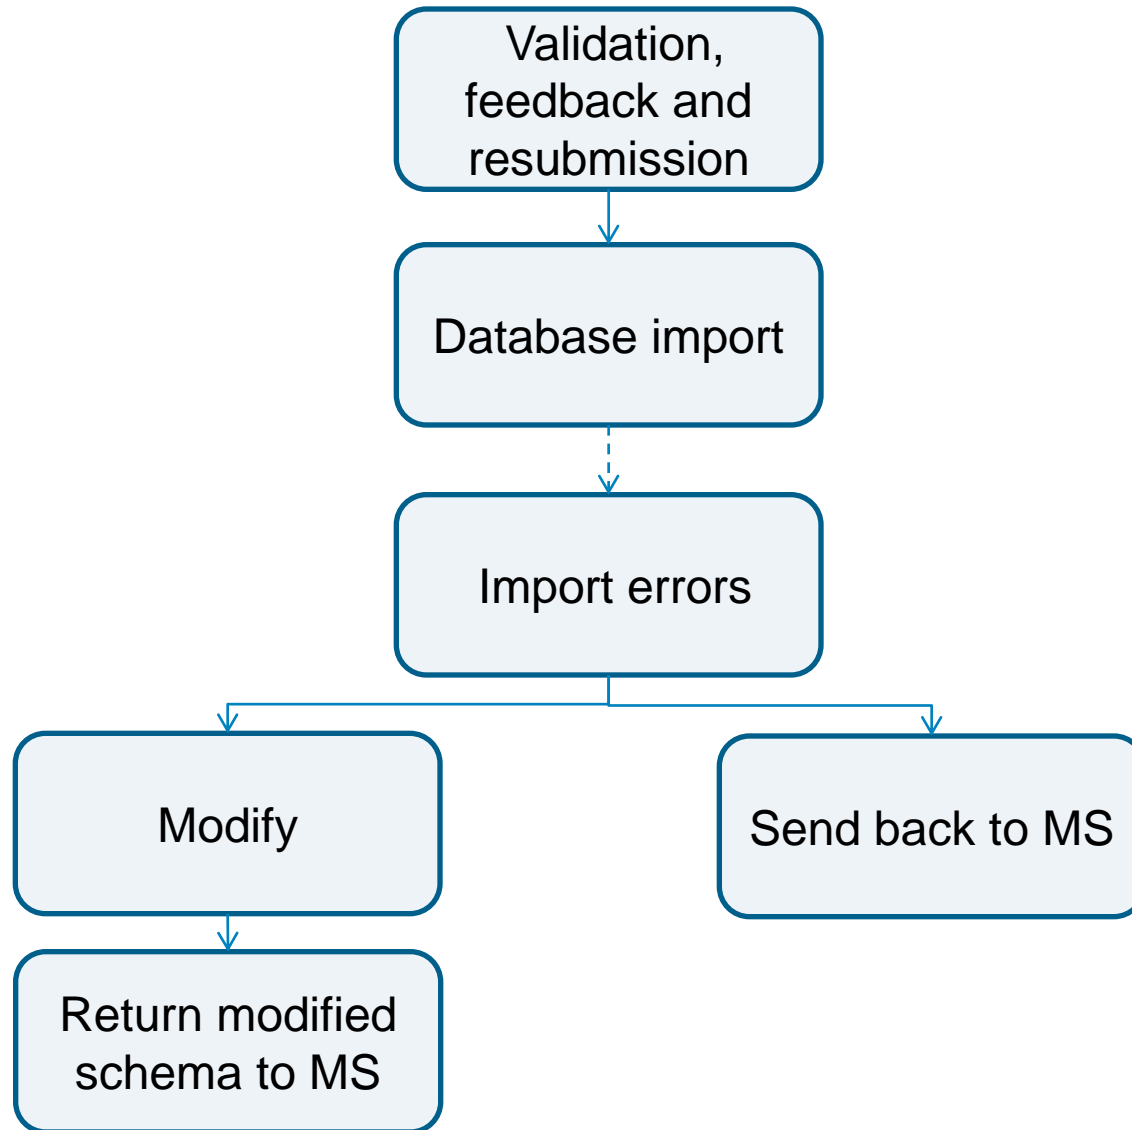 Validation,
feedback and
resubmission
Database import
Import errors
Modify
Send back to MS
Return modified
schema to MS